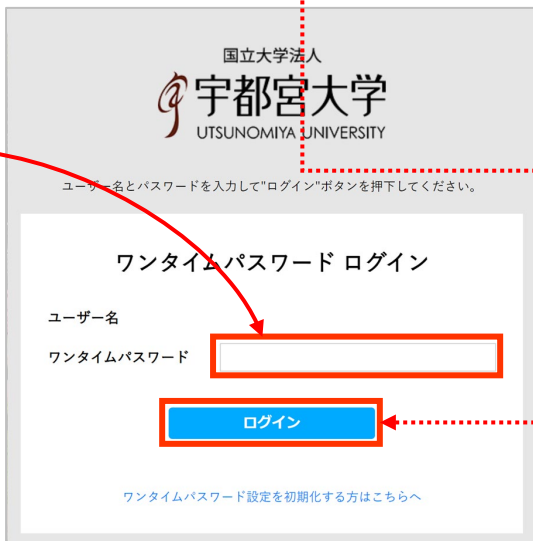 国立大学法人
宇都宮大学
UTSUNOMIYA UNIVERSITY
ユーザー名とパスワードを入力して"ログイン"ボタンを押下してください。
ワンタイムパスワード ログイン
ユーザー名
ワンタイムパスワード
ログイン
ワンタイムパスワード設定を初期化する方はこちらへ